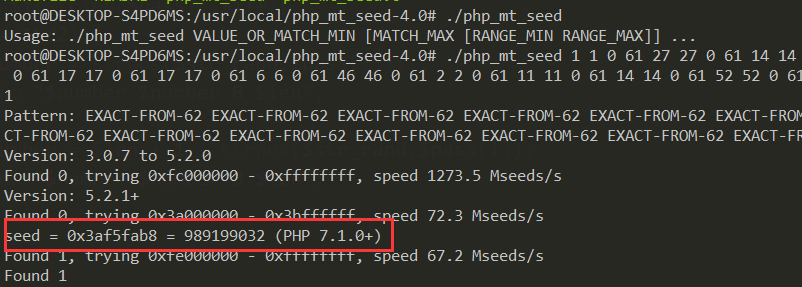 root@DESKTOP-S4PD6MS:/usr/local/php_mt_seed-4.0# ./php_mt_seed
Usage: ./php_mt_seed VALUE_OR_MATCH_MIN [MATCH_MAX [RANGE_MIN RANGE_MAX]] ...
root@DESKTOP-S4PD6MS:/usr/local/php_mt_seed-4.0# ./php_mt_seed 1 1 0 61 27 27 0 61 14 14
0 61 17 17 0 61 17 17 0 61 6 6 0 61 46 46 0 61 2 2 0 61 11 11 0 61 14 14 0 61 52 52 0 61
1
Pattern: EXACT-FROM-62 EXACT-FROM-62 EXACT-FROM-62 EXACT-FROM-62 EXACT-FROM-62 EXA
CT-FROM-62 EXACT-FROM-62 EXACT-FROM-62 EXACT-FROM-62 EXACT-FROM-62 EXACT-FROM-62
Version: 3.0.7 to 5.2.0
Found 0, trying 0xfc000000 - 0xffffffff, speed 1273.5 Mseeds/s
Version: 5.2.1+
Found 0, trying 0x3a000000 - 0x3bffffff, speed 72.3 Mseeds/s
seed = 0x3af5fab8 = 989199032 (PHP 7.1.0+)
Found 1, trying 0xfe000000 - 0xffffffff, speed 67.2 Mseeds/s
Found 1